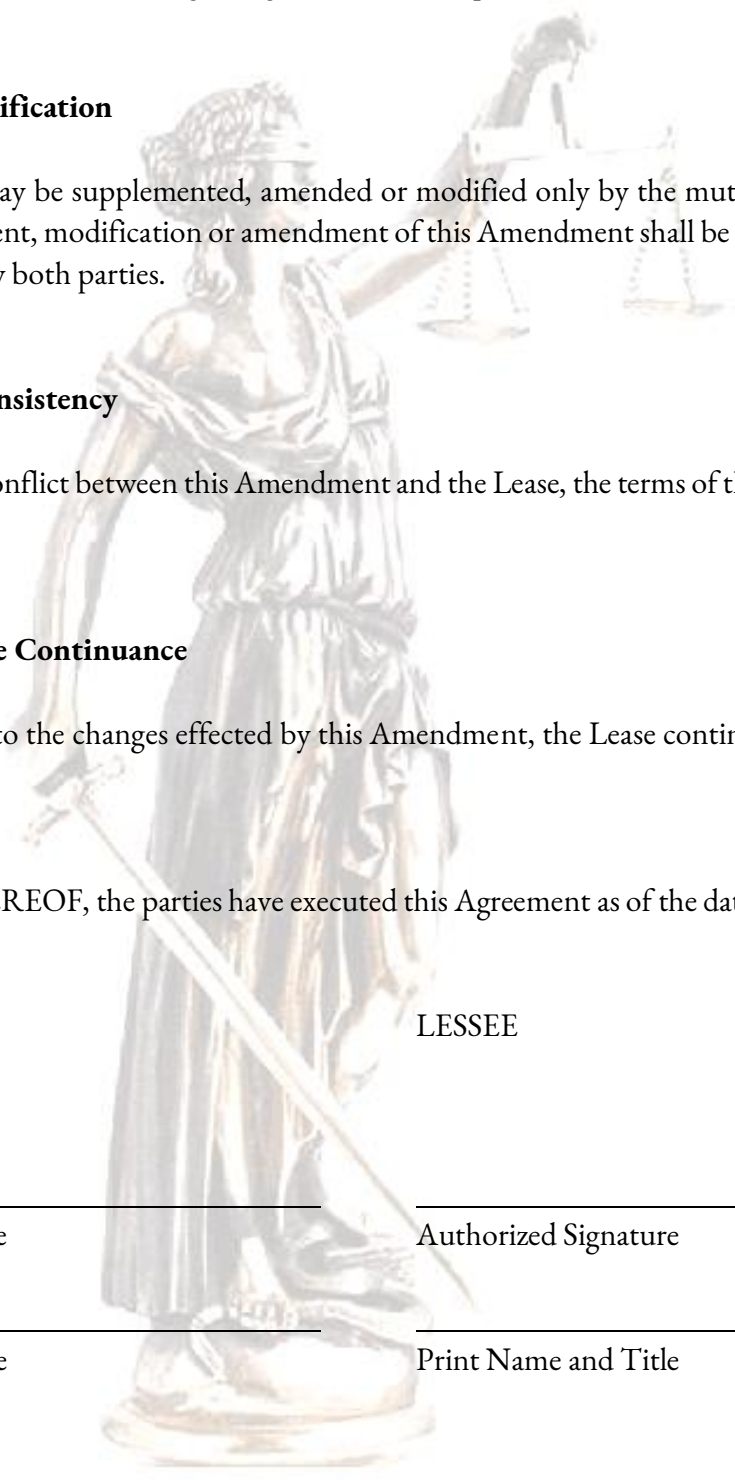 ification
ay be supplemented, amended or modified only by the mut
ent, modification or amendment of this Amendment shall be
y both parties.
nsistency
onflict between this Amendment and the Lease, the terms of t
e Continuance
to the changes effected by this Amendment, the Lease contin
EREOF, the parties have executed this Agreement as of the dat
LESSEE
e Authorized Signature
e Print Name and Title